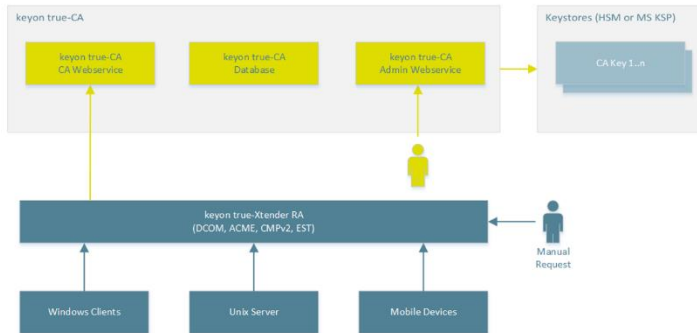 keyon true-CA
Keystores (HSM or MS KSP)
keyon true-CA
CA Webservice
keyon true-CA
Database
keyon true-CA
Admin Webservice
CA Key 1..n
keyon true-Xtender RA
(DCOM, ACME, CMPv2, EST)
Manual
Request
Windows Clients
Unix Server
Mobile Devices